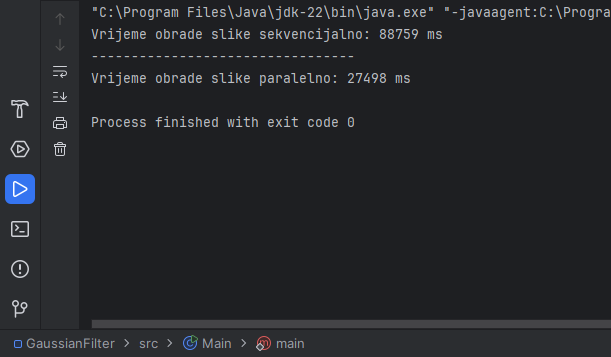 "C:\Program Files\Java\jdk-22\bin\java.exe" "-javaagent:C:\Progra
Vrijeme obrade slike sekvencijalno: 88759 ms
---------------------------------
Vrijeme obrade slike paralelno: 27498 ms
Process finished with exit code 0
GaussianFilter > src > Main > main